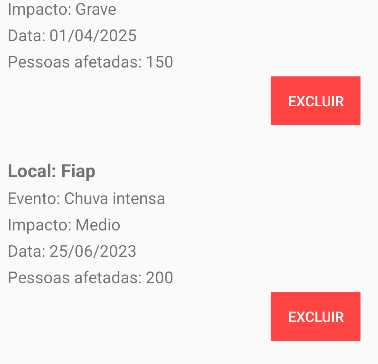 Impacto: Grave
Data: 01/04/2025
Pessoas afetadas: 150
EXCLUIR
Local: Fiap
Evento: Chuva intensa
Impacto: Medio
Data: 25/06/2023
Pessoas afetadas: 200
EXCLUIR